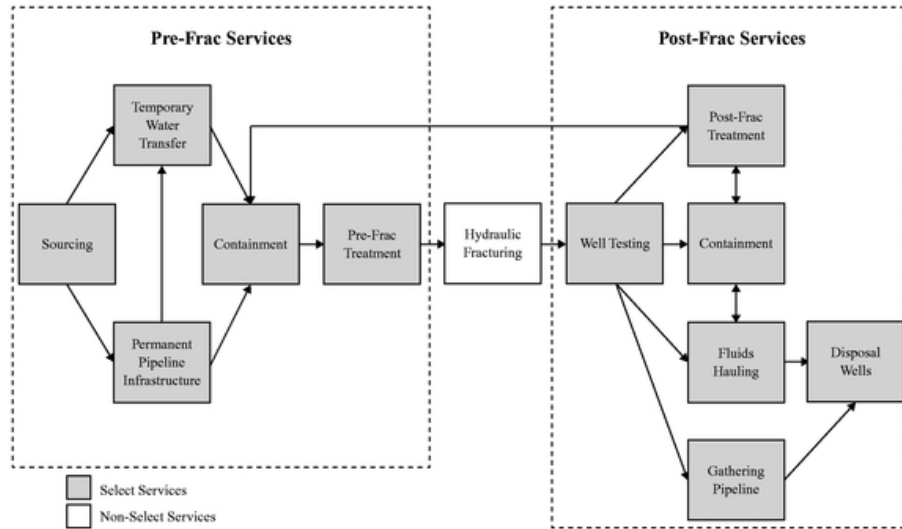 Pre-Frac Services
Post-Frac Services
Temporary
Water
Transfer
Post-Frac
Treatment
Sourcing
Containment
Pre-Frac
Treatment
Hydraulic
Fracturing
Well Testing
Containment
Permanent
Pipeline
Infrastructure
Fluids
Hauling
Disposal
Wells
Gathering
Pipeline
Select Services
Non-Select Services